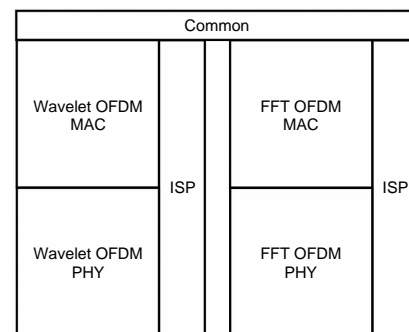 Common
Wavelet OFDM
MAC
ISP
FFT OFDM
MAC
ISP
Wavelet OFDM
PHY
FFT OFDM
PHY